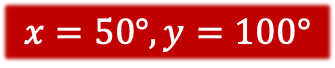 x = 50°, y = 100°